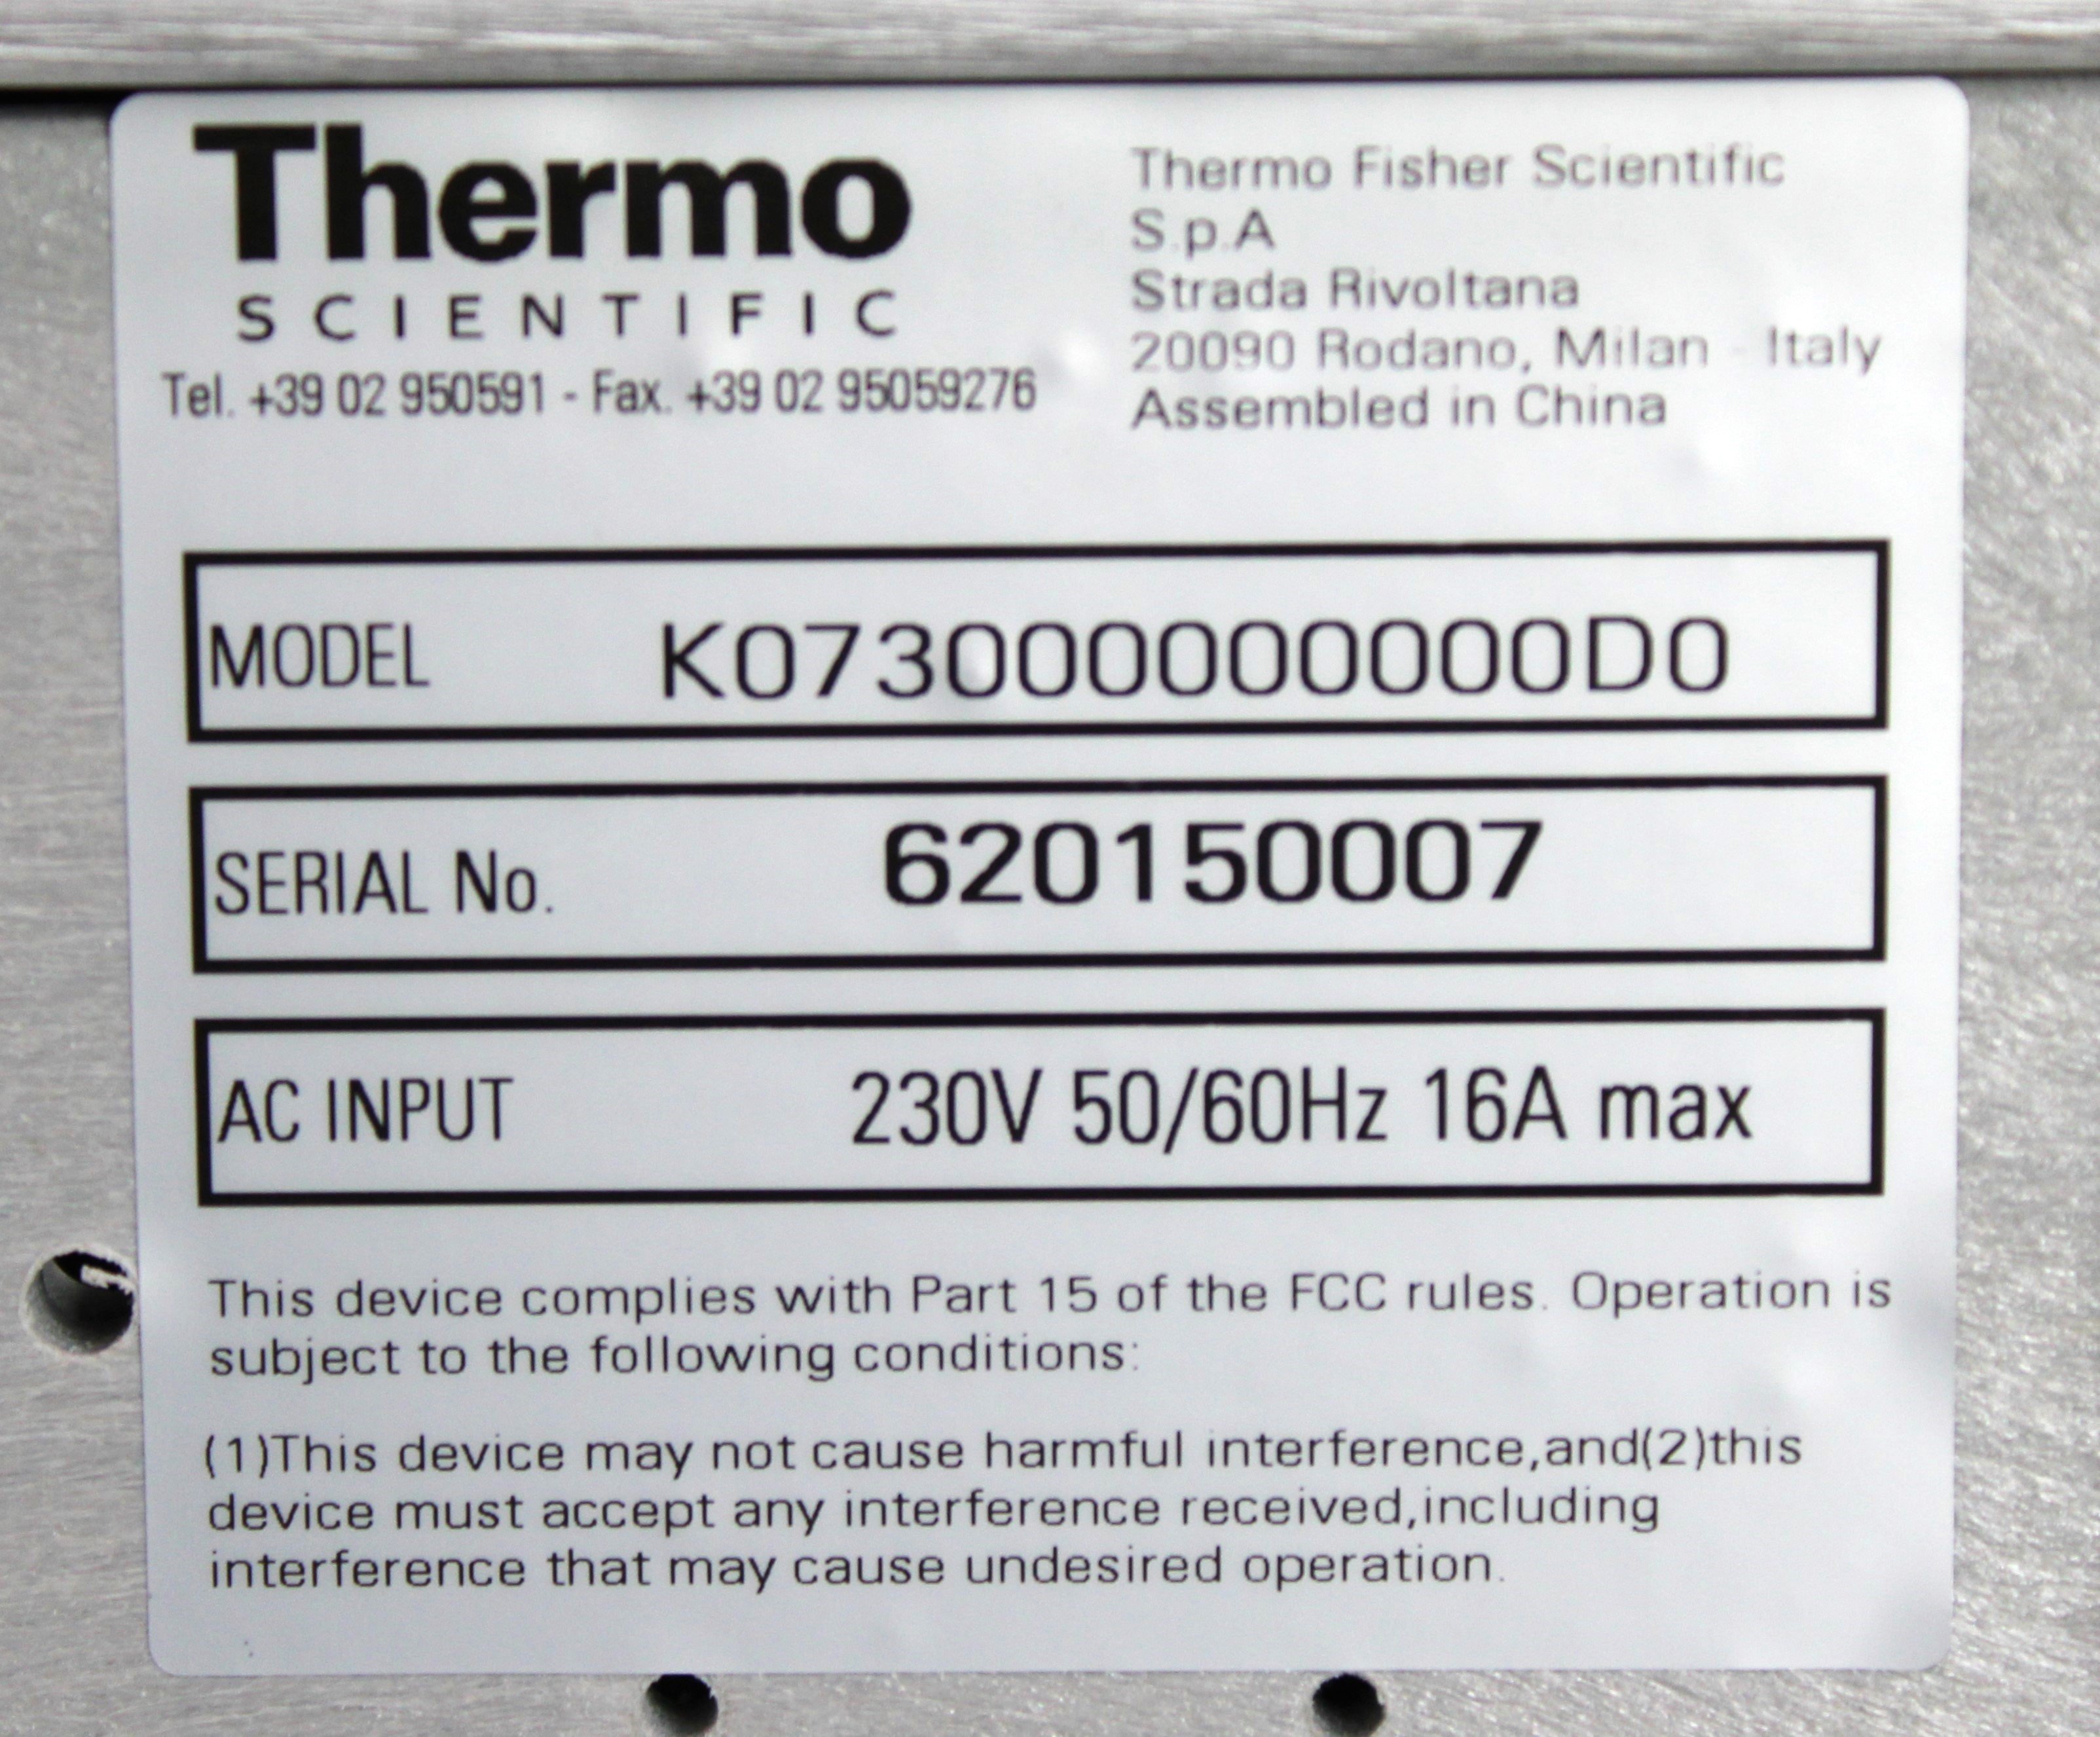 Thermo
SCIENTIFIC
Tel. +39 02 950591 - Fax. +39 02 95059276
Thermo Fisher Scientific
S.p.A
Strada Rivoltana
20090 Rodano, Milan - Italy
Assembled in China
MODEL K073000000000D0
SERIAL No. 620150007
AC INPUT 230V 50/60Hz 16A max
This device complies with Part 15 of the FCC rules. Operation is
subject to the following conditions:
(1)This device may not cause harmful interference,and(2)this
device must accept any interference received,including
interference that may cause undesired operation.